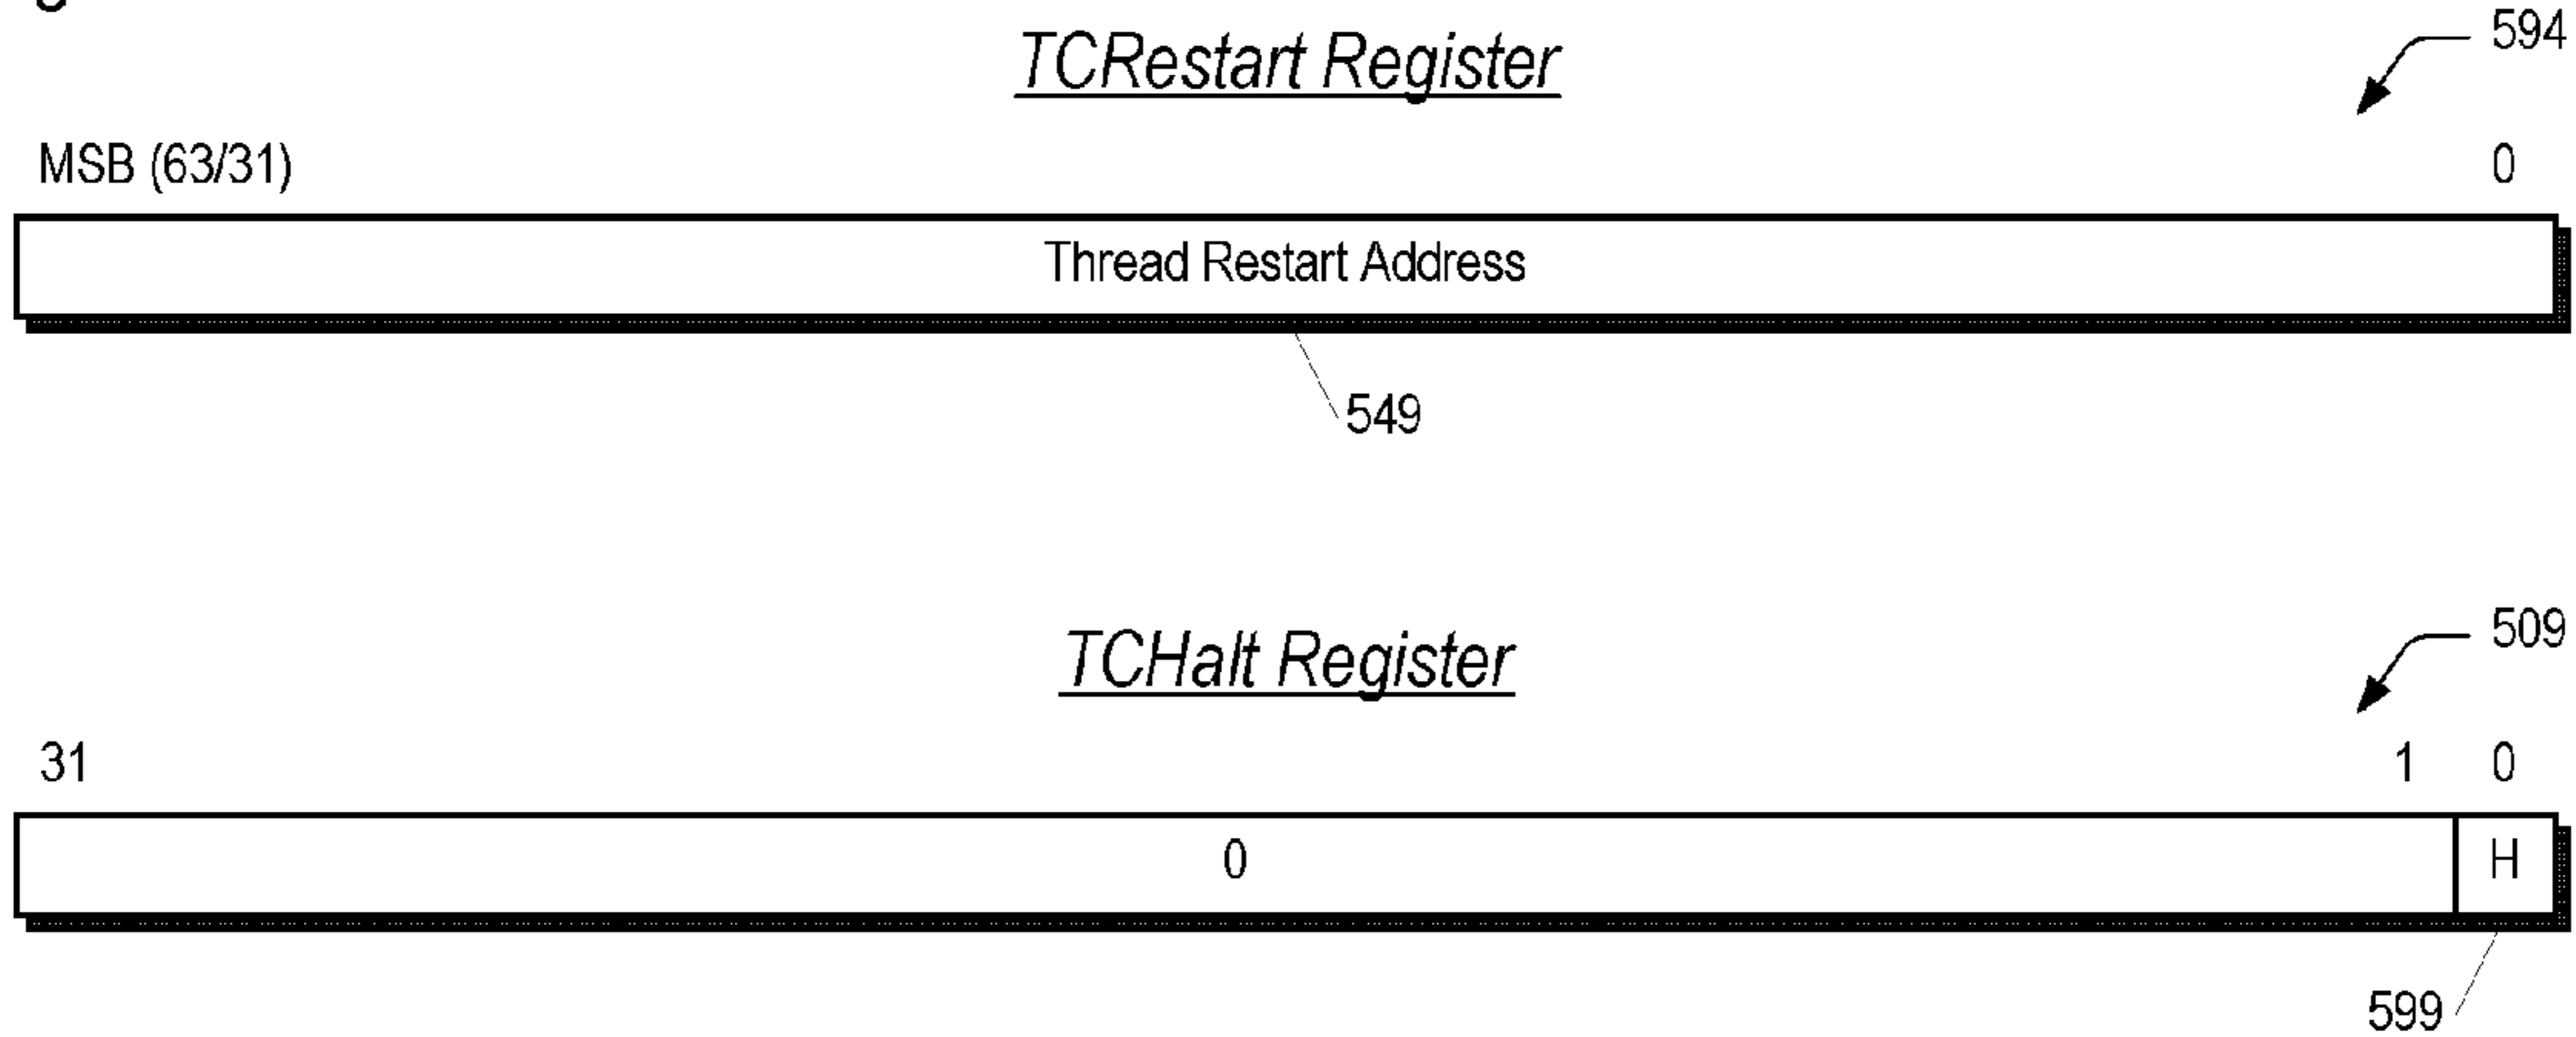 TCRestart Register
594
MSB (63/31) 0
Thread Restart Address
549
TCHalt Register
509
31 1 0
0 H
599